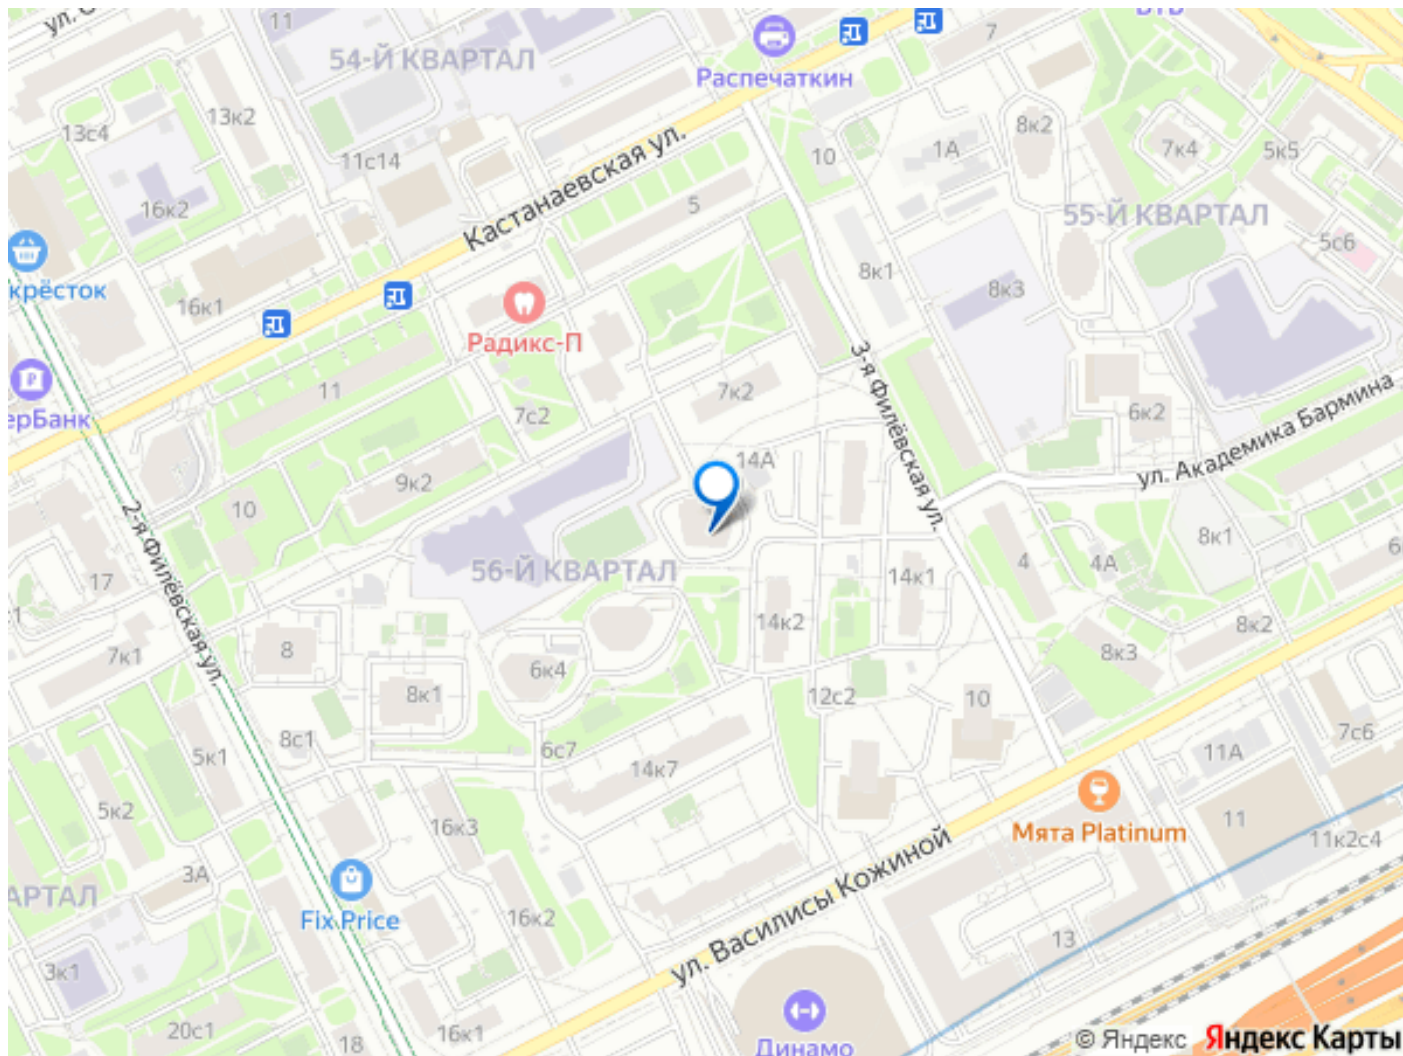 11
7
54-Й КВАРТАЛ
Распечаткин
13к2
13с4
8к2
10
1А
7к4
5к5
11с14
Кастанаевская ул.
16к2
5
55-Й КВАРТАЛ
5с6
крёсток
16к1
8к1
8к3
Радикс-П
3-я Филёвская ул.
11
7к2
ерБанк
7с2
6к2
ул. Академика Бармина
14А
9к2
2-я Филёвская ул.
10
8к1
17
56-Й КВАРТАЛ
14к1
4
4А
14к2
8к2
7к1
8
6к4
8к3
8к1
12с2
10
8с1
6с7
7с6
11А
5к1
14к7
5к2
16к3
Мята Platinum
11
11к2с4
3А
АРТАЛ
Fix Price
16к2
ул. Василисы Кожиной
13
3к1
20с1
18
16к1
Динамо
© Яндекс Яндекс Карты